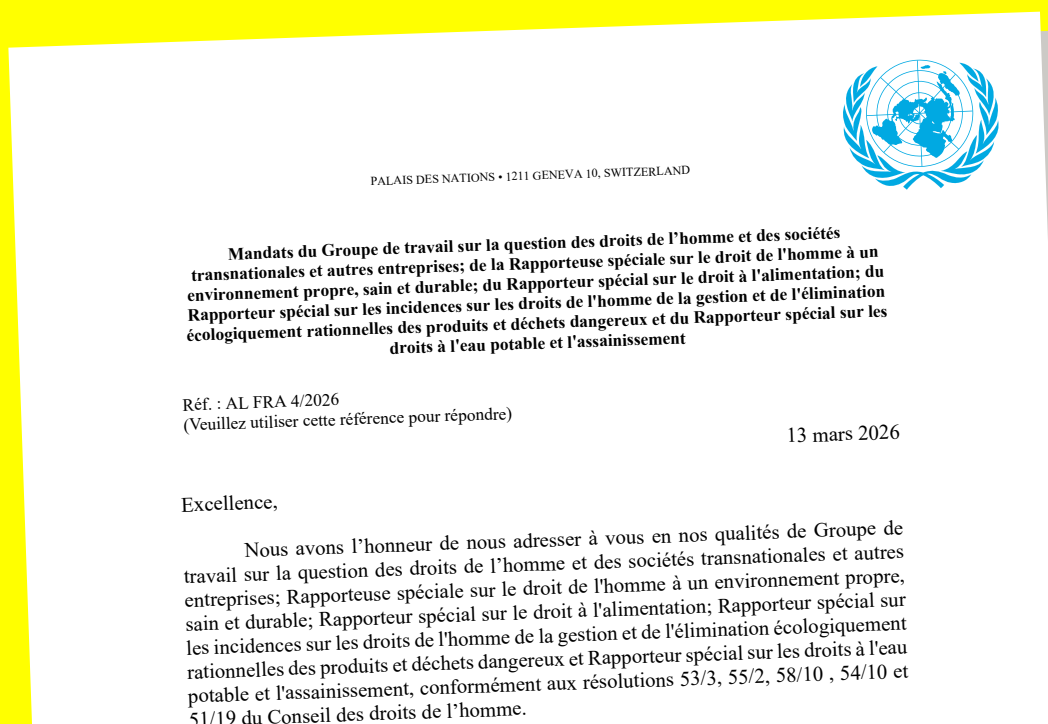 PALAIS DES NATIONS • 1211 GENEVA 10, SWITZERLAND
Mandats du Groupe de travail sur la question des droits de l’homme et des sociétés
transnationales et autres entreprises; de la Rapporteuse spéciale sur le droit de l'homme à un
environnement propre, sain et durable; du Rapporteur spécial sur le droit à l'alimentation; du
Rapporteur spécial sur les incidences sur les droits de l'homme de la gestion et de l'élimination
écologiquement rationnelles des produits et déchets dangereux et du Rapporteur spécial sur les
droits à l'eau potable et l'assainissement
Réf. : AL FRA 4/2026
(Veuillez utiliser cette référence pour répondre)
13 mars 2026
Excellence,
Nous avons l’honneur de nous adresser à vous en nos qualités de Groupe de
travail sur la question des droits de l’homme et des sociétés transnationales et autres
entreprises; Rapporteuse spéciale sur le droit de l'homme à un environnement propre,
sain et durable; Rapporteur spécial sur le droit à l'alimentation; Rapporteur spécial sur
les incidences sur les droits de l'homme de la gestion et de l'élimination écologiquement
rationnelles des produits et déchets dangereux et Rapporteur spécial sur les droits à l'eau
potable et l'assainissement, conformément aux résolutions 53/3, 55/2, 58/10 , 54/10 et
51/19 du Conseil des droits de l’homme.